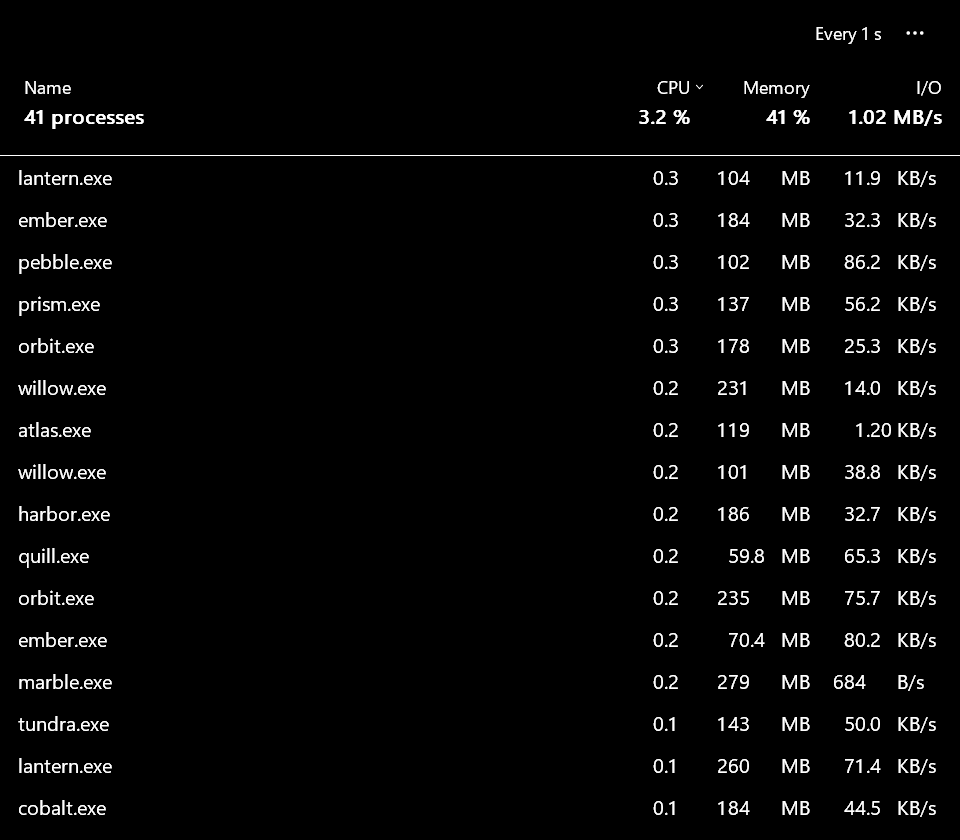 Every 1 s ···
Name CPU Memory I/O
41 processes 3.2 % 41 % 1.02 MB/s
lantern.exe 0.3 104 MB 11.9 KB/s
ember.exe 0.3 184 MB 32.3 KB/s
pebble.exe 0.3 102 MB 86.2 KB/s
prism.exe 0.3 137 MB 56.2 KB/s
orbit.exe 0.3 178 MB 25.3 KB/s
willow.exe 0.2 231 MB 14.0 KB/s
atlas.exe 0.2 119 MB 1.20 KB/s
willow.exe 0.2 101 MB 38.8 KB/s
harbor.exe 0.2 186 MB 32.7 KB/s
quill.exe 0.2 59.8 MB 65.3 KB/s
orbit.exe 0.2 235 MB 75.7 KB/s
ember.exe 0.2 70.4 MB 80.2 KB/s
marble.exe 0.2 279 MB 684 B/s
tundra.exe 0.1 143 MB 50.0 KB/s
lantern.exe 0.1 260 MB 71.4 KB/s
cobalt.exe 0.1 184 MB 44.5 KB/s